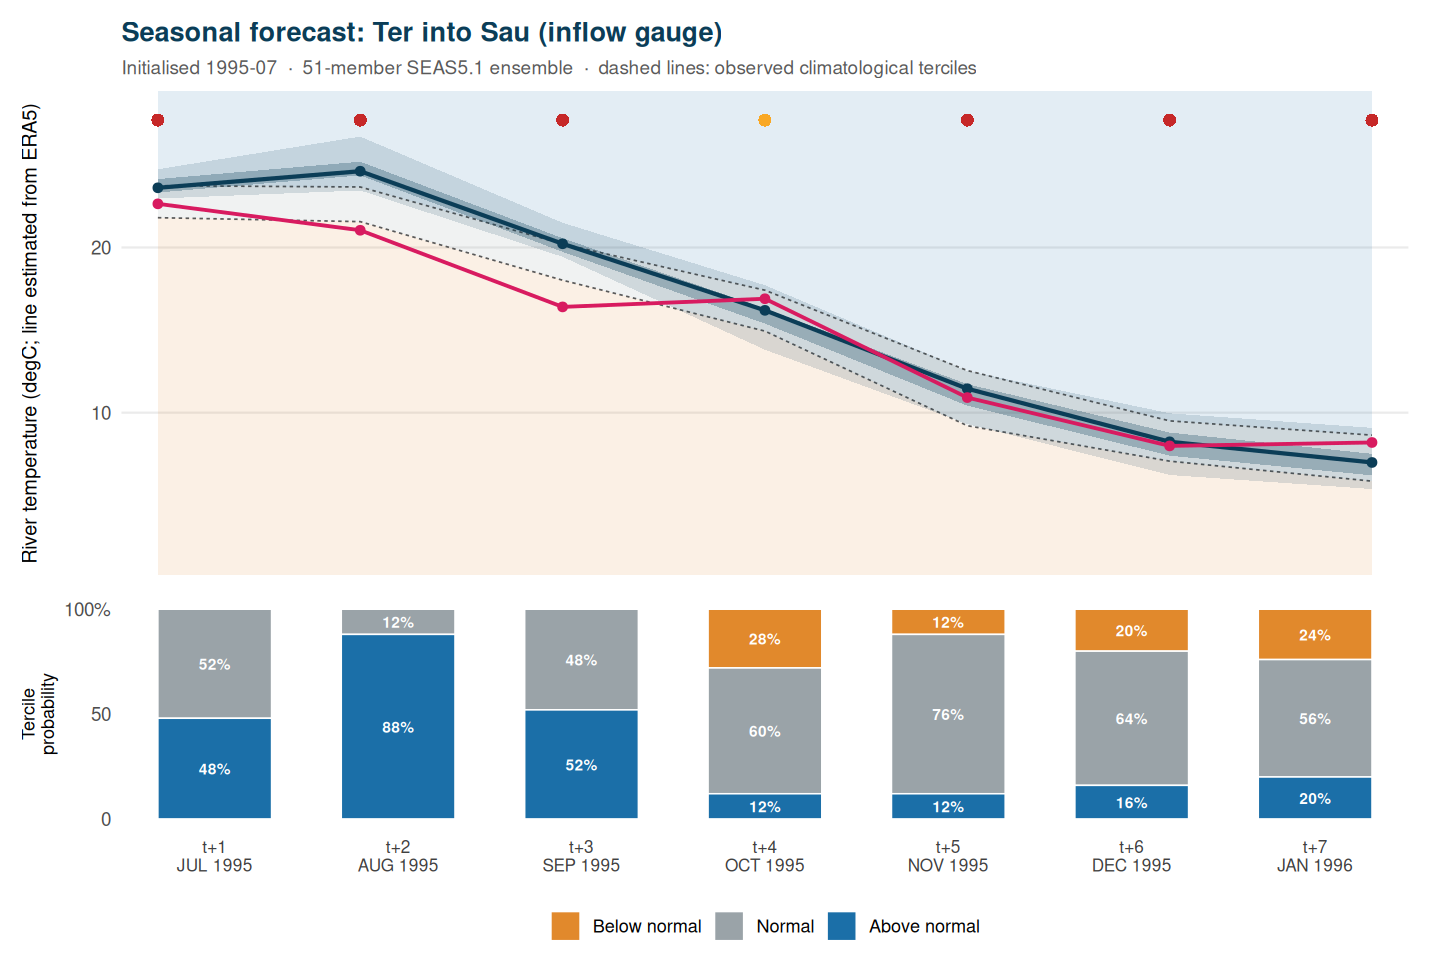 Seasonal forecast: Ter into Sau (inflow gauge)
Initialised 1995-07 · 51-member SEAS5.1 ensemble · dashed lines: observed climatological terciles
River temperature (degC; line estimated from ERA5)
20
10
Tercile
probability
100%
50
0
52%
48%
12%
88%
48%
52%
28%
60%
12%
12%
76%
12%
20%
64%
16%
24%
56%
20%
t+1
JUL 1995
t+2
AUG 1995
t+3
SEP 1995
t+4
OCT 1995
t+5
NOV 1995
t+6
DEC 1995
t+7
JAN 1996
Below normal
Normal
Above normal